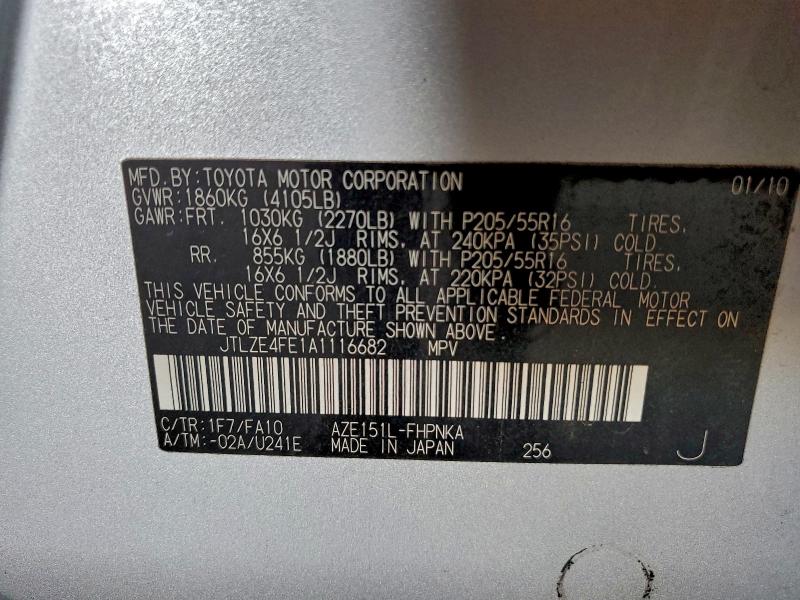 MFD. BY: TOYOTA MOTOR CORPORATION 01/10
GVWR: 1860KG (4105LB)
GAWR: FRT. 1030KG (2270LB) WITH P205/55R16 TIRES.
16X6 1/2J RIMS, AT 240KPA (35PSI) COLD.
RR. 855KG (1880LB) WITH P205/55R16 TIRES.
16X6 1/2J RIMS, AT 220KPA (32PSI) COLD.
THIS VEHICLE CONFORMS TO ALL APPLICABLE FEDERAL MOTOR
VEHICLE SAFETY AND THEFT PREVENTION STANDARDS IN EFFECT ON
THE DATE OF MANUFACTURE SHOWN ABOVE.
JTLZE4FE1A1116682 MPV
C/TR: 1F7/FA10 AZE151L-FHPNKA
A/TM: -02A/U241E MADE IN JAPAN 256 J